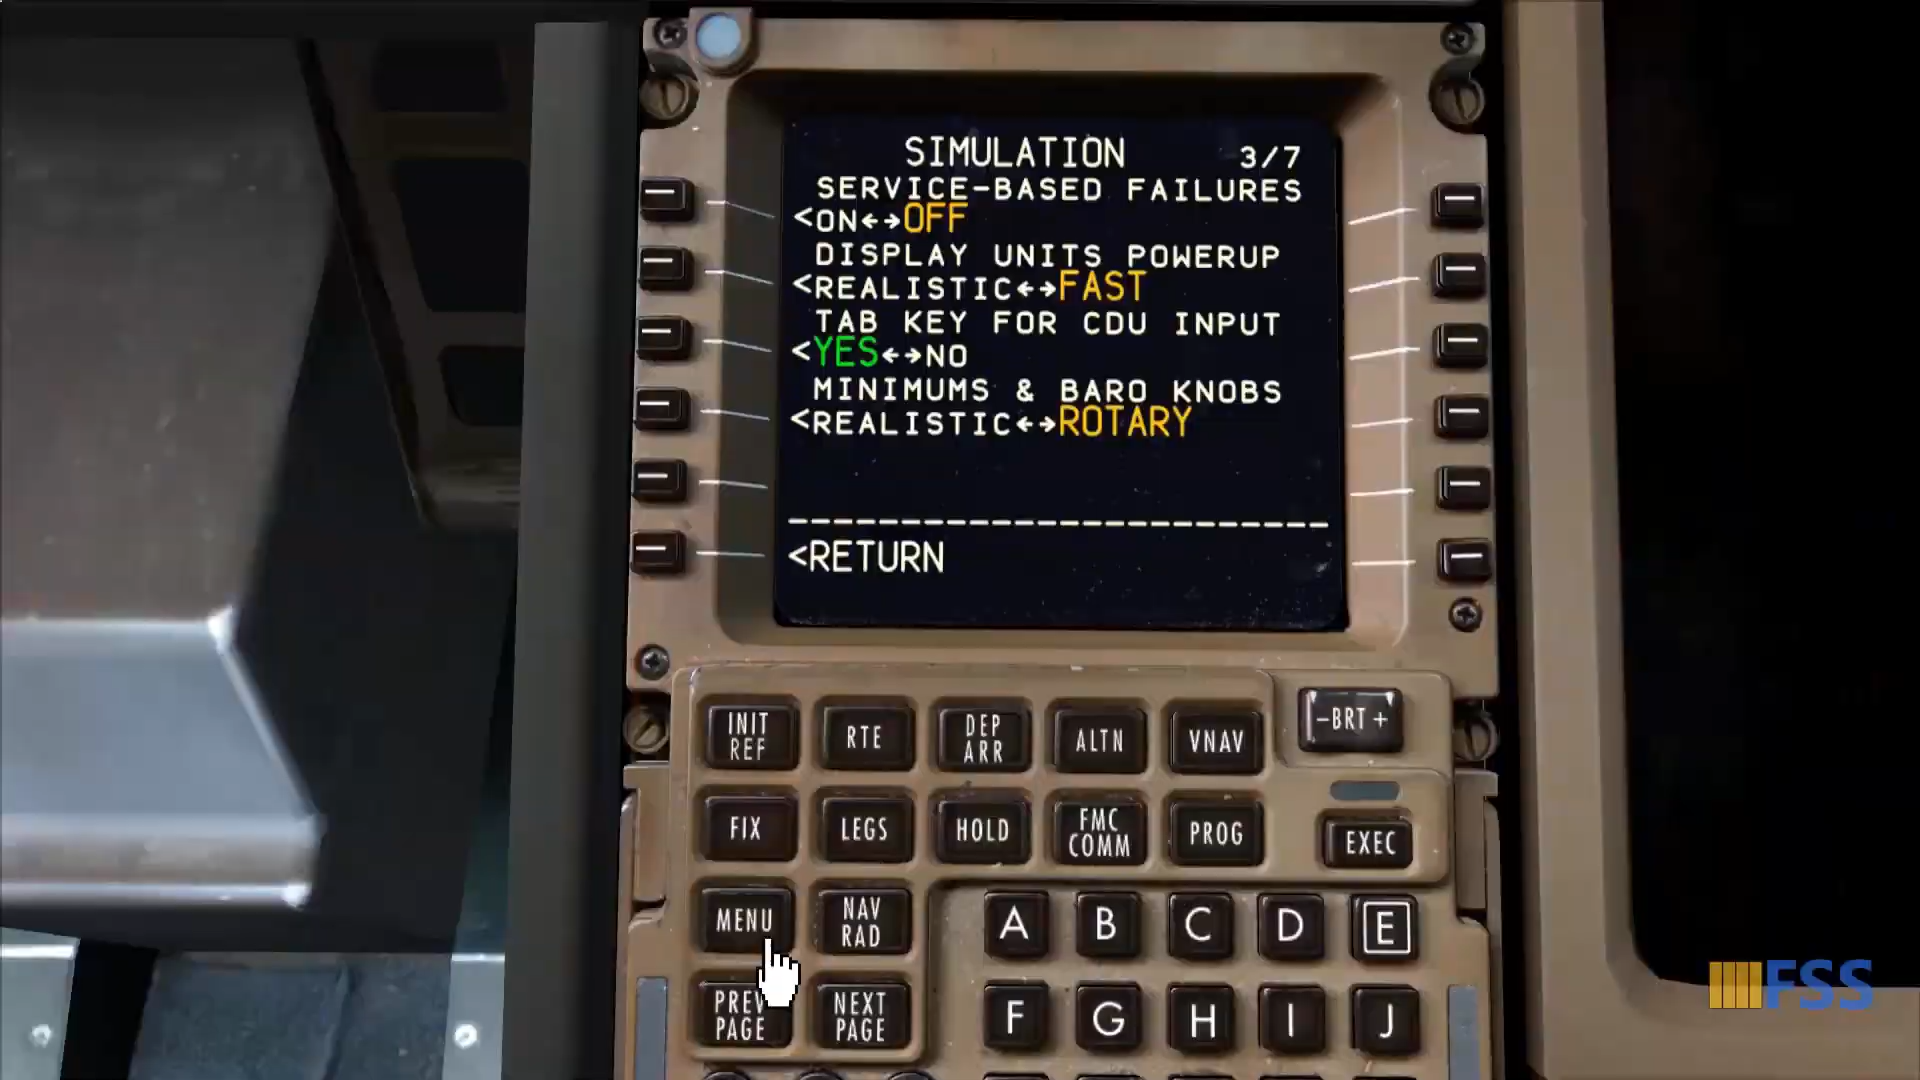 SIMULATION 3/7
SERVICE-BASED FAILURES
<ON←→OFF
DISPLAY UNITS POWERUP
<REALISTIC←→FAST
TAB KEY FOR CDU INPUT
<YES←→NO
MINIMUMS & BARO KNOBS
<REALISTIC←→ROTARY
------------------------
<RETURN
INIT REF
RTE
DEP ARR
ALTN
VNAV
-BRT+
FIX
LEGS
HOLD
FMC COMM
PROG
EXEC
MENU
NAV RAD
A B C D E
PREV PAGE
NEXT PAGE
F G H I J
FSS